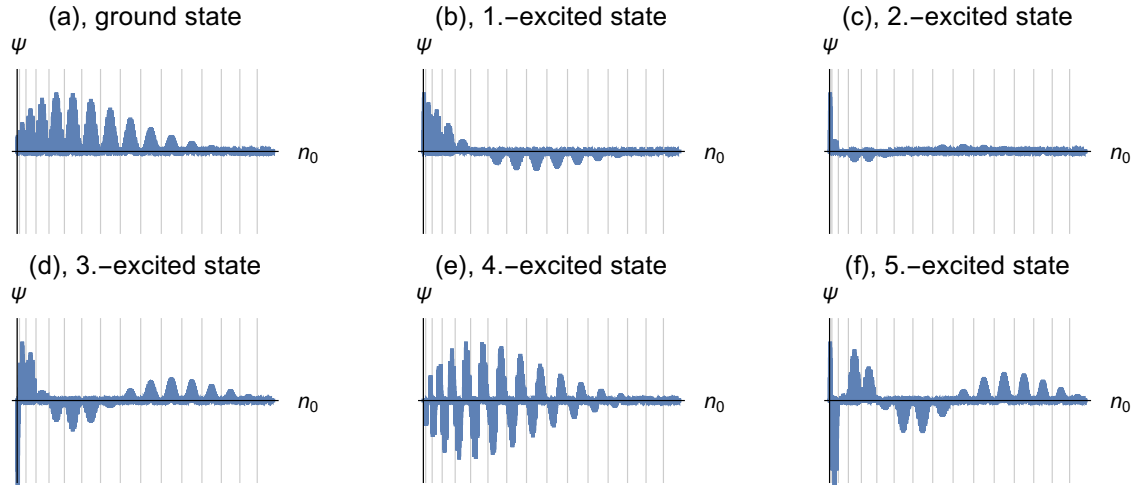 (a), ground state
ψ
n0
(b), 1.–excited state
ψ
n0
(c), 2.–excited state
ψ
n0
(d), 3.–excited state
ψ
n0
(e), 4.–excited state
ψ
n0
(f), 5.–excited state
ψ
n0